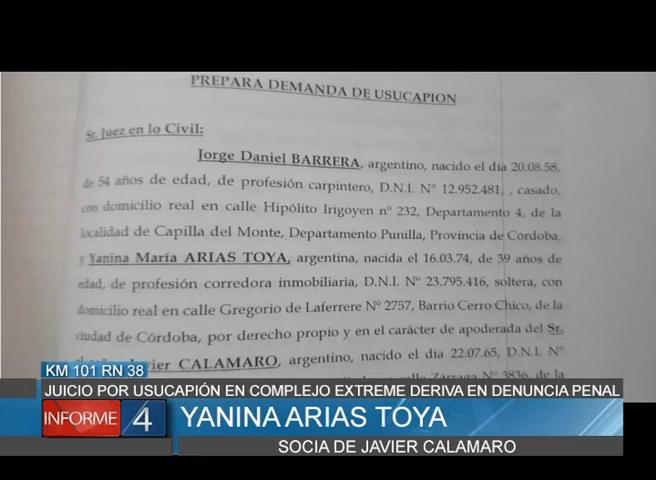 PREPARA DEMANDA DE USUCAPION
Sr. Juez en lo Civil:
Jorge Daniel BARRERA, argentino, nacido el día 20.08.58,
de 54 años de edad, de profesión carpintero, D.N.I. Nº 12.952.481, , casado,
con domicilio real en calle Hipólito Irigoyen nº 232, Departamento 4, de la
localidad de Capilla del Monte, Departamento Punilla, Provincia de Córdoba,
y Yanina María ARIAS TOYA, argentina, nacida el 16.03.74, de 39 años de
edad, de profesión corredora inmobiliaria, D.N.I. Nº 23.795.416, soltera, con
domicilio real en calle Gregorio de Laferrere Nº 2757, Barrio Cerro Chico, de la
ciudad de Córdoba, por derecho propio y en el carácter de apoderada del Sr.
CALAMARO, argentino, nacido el día 22.07.65, D.N.I. Nº
Zárraga Nº 3836, de la
KM 101 RN 38
JUICIO POR USUCAPIÓN EN COMPLEJO EXTREME DERIVA EN DENUNCIA PENAL
INFORME 4
YANINA ARIAS TOYA
SOCIA DE JAVIER CALAMARO